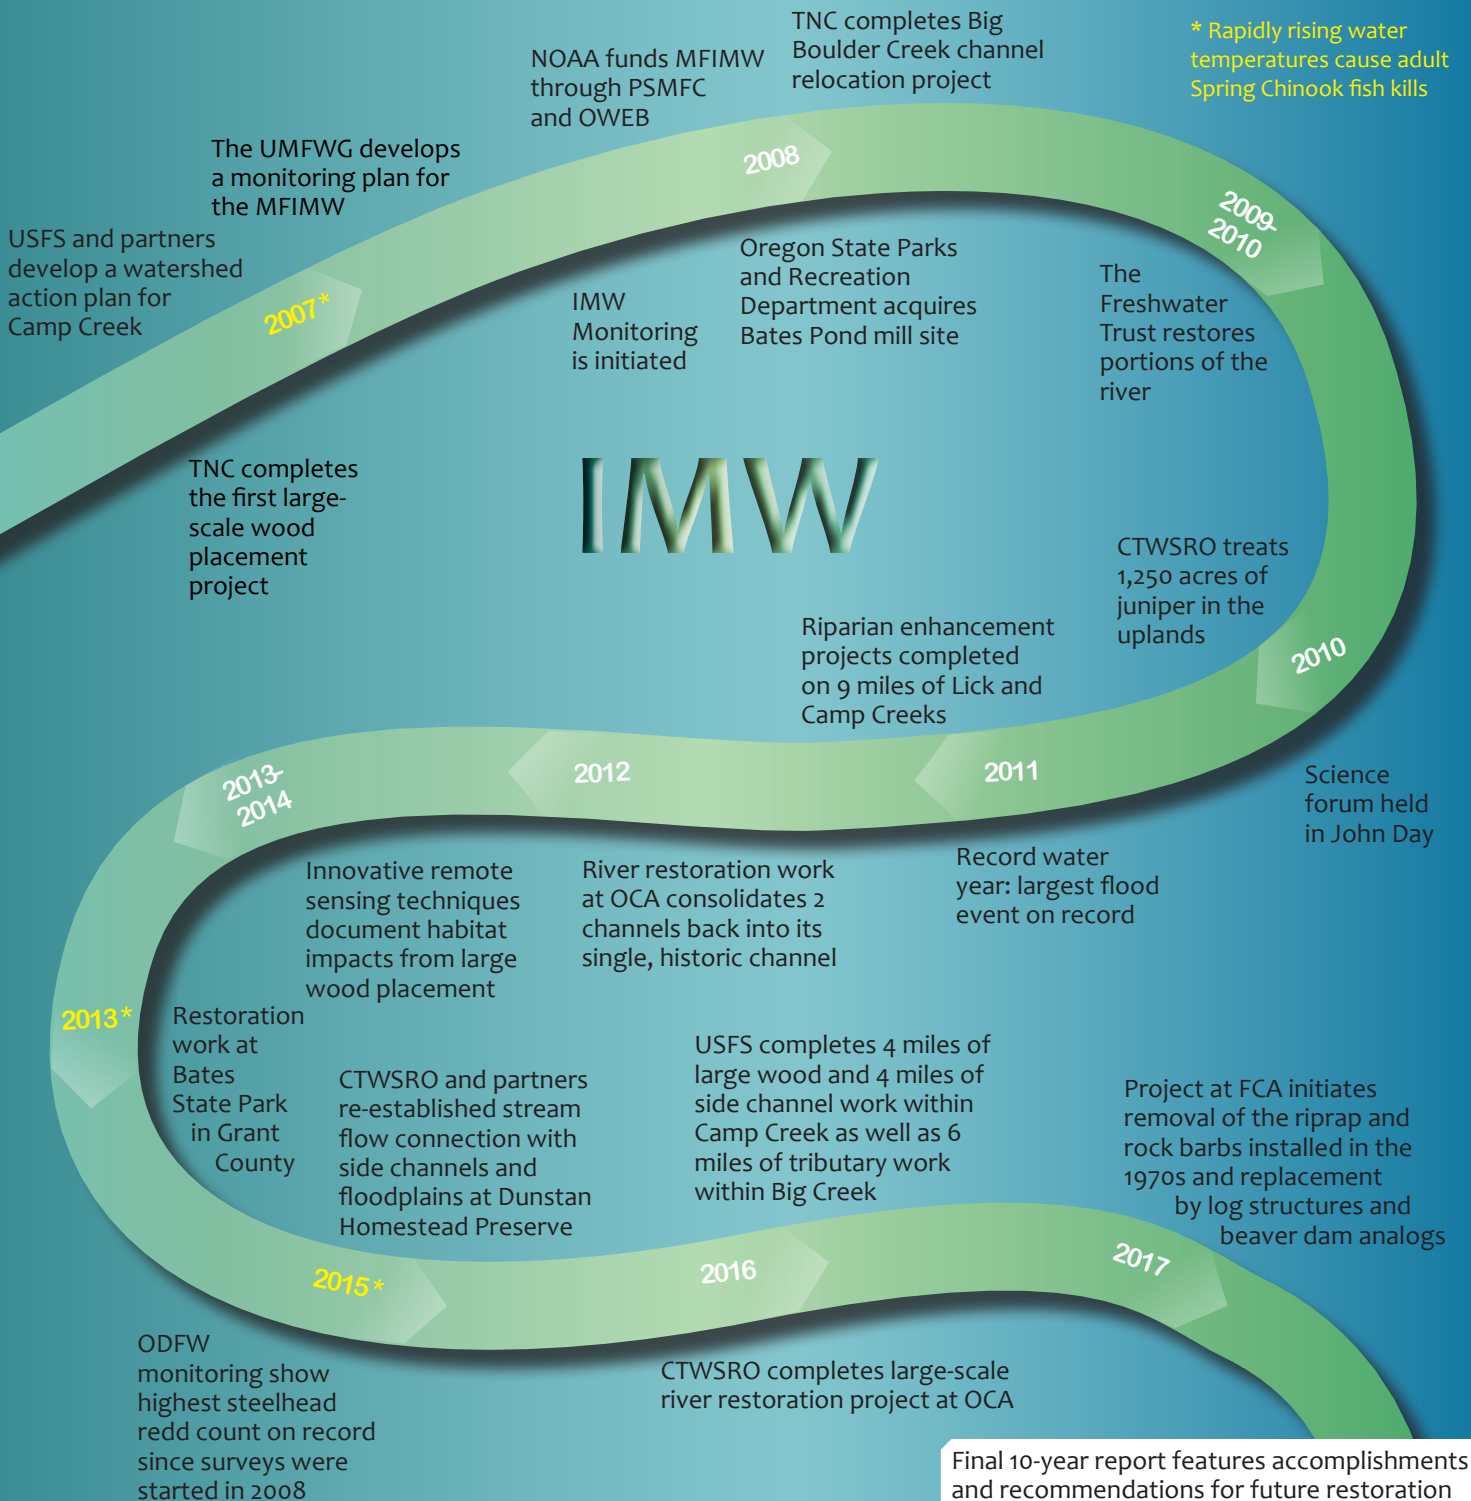 TNC completes Big
Boulder Creek channel
relocation project
* Rapidly rising water
temperatures cause adult
Spring Chinook fish kills
NOAA funds MFIMW
through PSMFC
and OWEB
The UMFWG develops
a monitoring plan for
the MFIMW
USFS and partners
develop a watershed
action plan for
Camp Creek
2007*
2008
2009-
2010
IMW
Monitoring
is initiated
Oregon State Parks
and Recreation
Department acquires
Bates Pond mill site
The
Freshwater
Trust restores
portions of the
river
TNC completes
the first large-
scale wood
placement
project
IMW
CTWSRO treats
1,250 acres of
juniper in the
uplands
2010
Riparian enhancement
projects completed
on 9 miles of Lick and
Camp Creeks
2011
2012
2013-
2014
Science
forum held
in John Day
Record water
year: largest flood
event on record
River restoration work
at OCA consolidates 2
channels back into its
single, historic channel
Innovative remote
sensing techniques
document habitat
impacts from large
wood placement
2013*
Restoration
work at
Bates
State Park
in Grant
County
CTWSRO and partners
re-established stream
flow connection with
side channels and
floodplains at Dunstan
Homestead Preserve
USFS completes 4 miles of
large wood and 4 miles of
side channel work within
Camp Creek as well as 6
miles of tributary work
within Big Creek
Project at FCA initiates
removal of the riprap and
rock barbs installed in the
1970s and replacement
by log structures and
beaver dam analogs
2015*
2016
2017
ODFW
monitoring show
highest steelhead
redd count on record
since surveys were
started in 2008
CTWSRO completes large-scale
river restoration project at OCA
Final 10-year report features accomplishments
and recommendations for future restoration